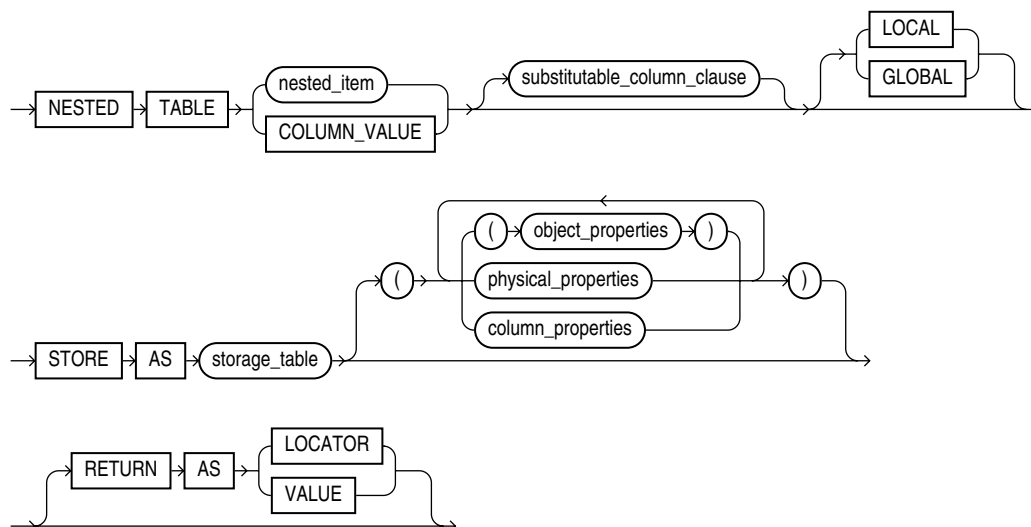 LOCAL
nested_item substitutable_column_clause GLOBAL
NESTED TABLE COLUMN_VALUE
( object_properties )
( physical_properties )
column_properties
STORE AS storage_table
LOCATOR
RETURN AS VALUE